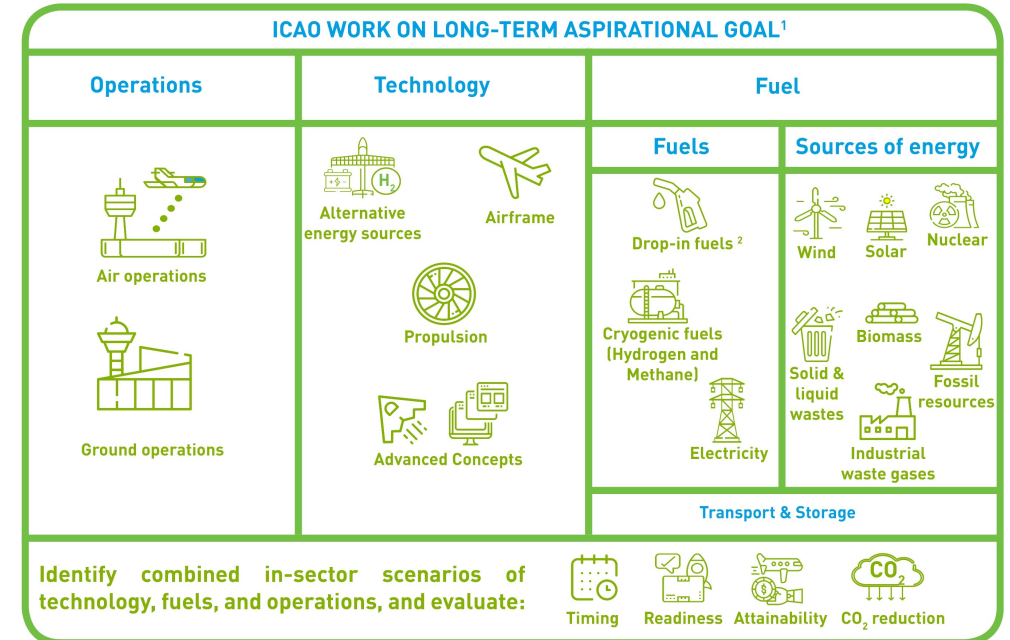 ICAO WORK ON LONG-TERM ASPIRATIONAL GOAL¹
Operations
Technology
Fuel
Fuels
Sources of energy
Air operations
Ground operations
H₂
Alternative
energy sources
Airframe
Propulsion
Advanced Concepts
Drop-in fuels ²
Cryogenic fuels
(Hydrogen and
Methane)
Electricity
Wind
Solar
Nuclear
Solid &
liquid
wastes
Biomass
Fossil
resources
Industrial
waste gases
Transport & Storage
Identify combined in-sector scenarios of
technology, fuels, and operations, and evaluate:
Timing
Readiness
$
Attainability
CO₂
CO₂ reduction